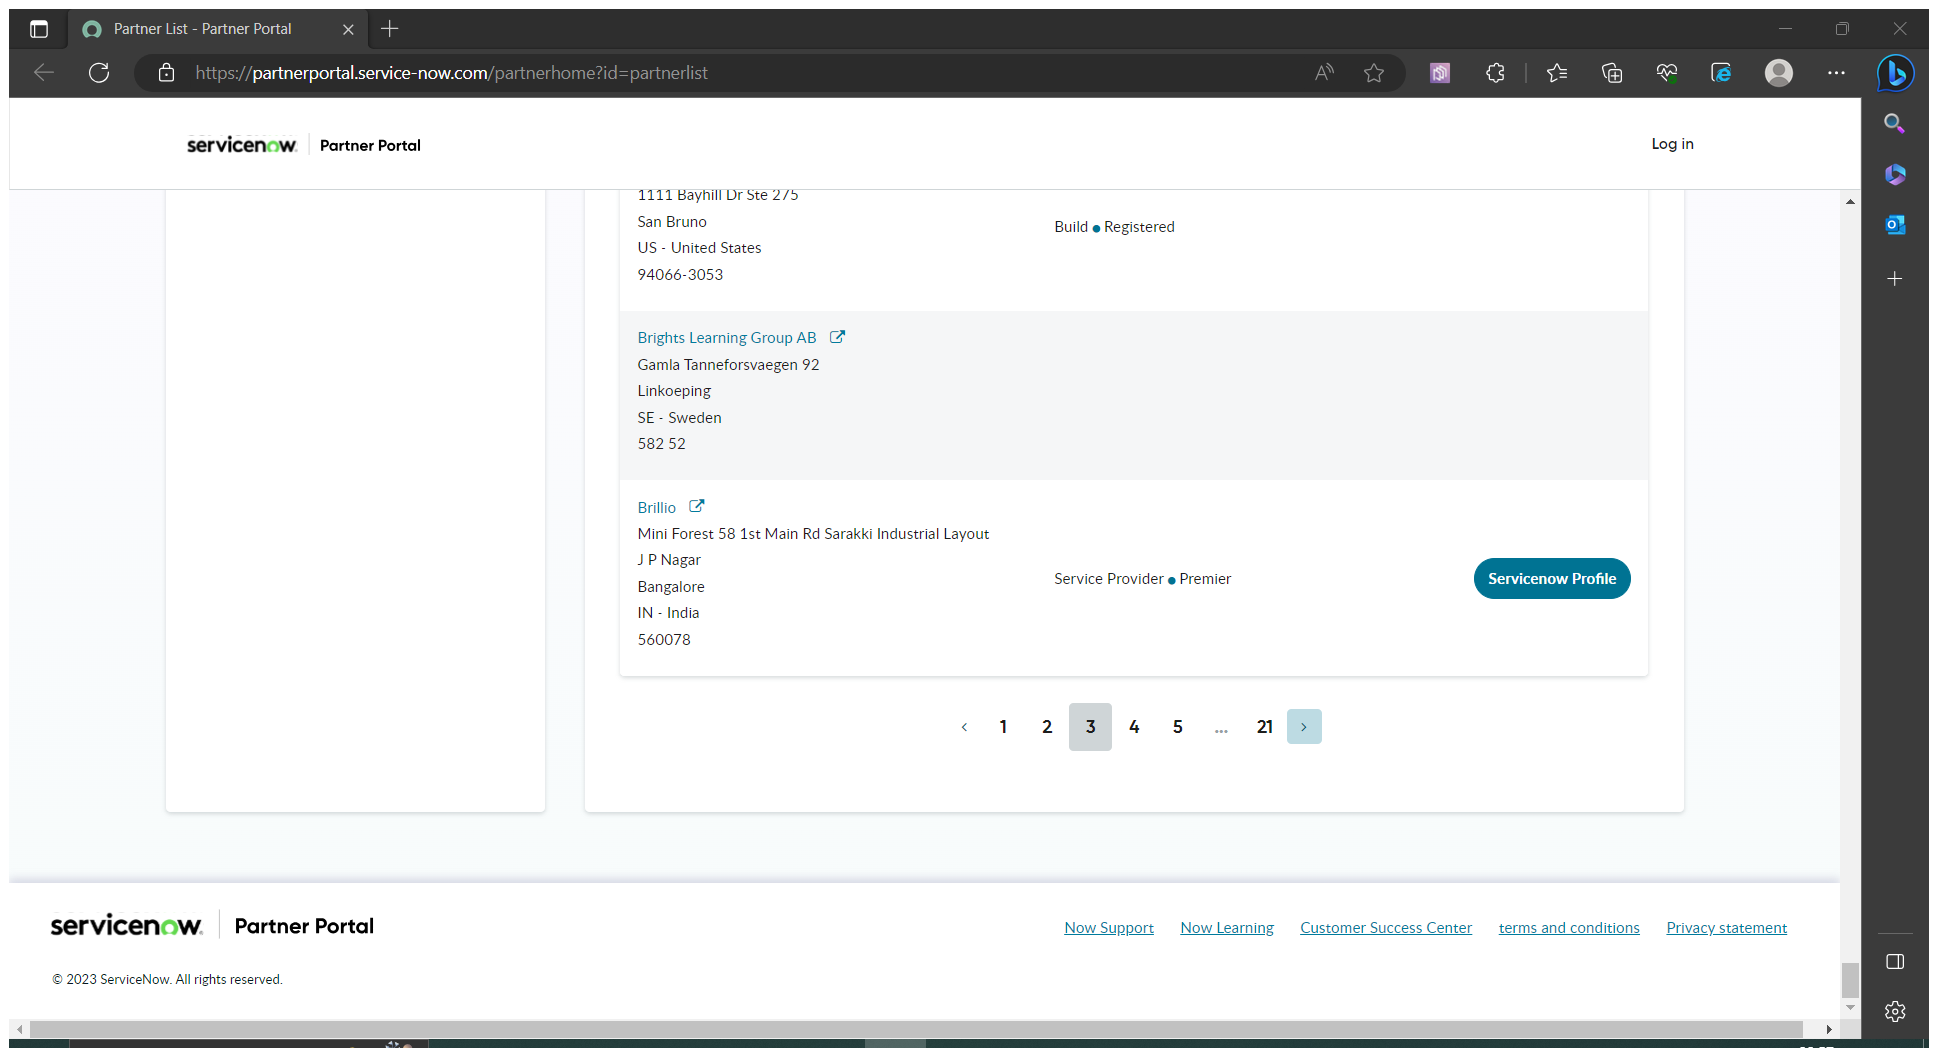 Partner List - Partner Portal
https://partnerportal.service-now.com/partnerhome?id=partnerlist
servicenow. Partner Portal
Log in
1111 Bayhill Dr Ste 275
San Bruno
US - United States
94066-3053
Build • Registered
Brights Learning Group AB
Gamla Tanneforsvaegen 92
Linkoeping
SE - Sweden
582 52
Brillio
Mini Forest 58 1st Main Rd Sarakki Industrial Layout
J P Nagar
Bangalore
IN - India
560078
Service Provider • Premier
Servicenow Profile
‹ 1 2 3 4 5 ... 21 ›
servicenow. Partner Portal
Now Support Now Learning Customer Success Center terms and conditions Privacy statement
© 2023 ServiceNow. All rights reserved.